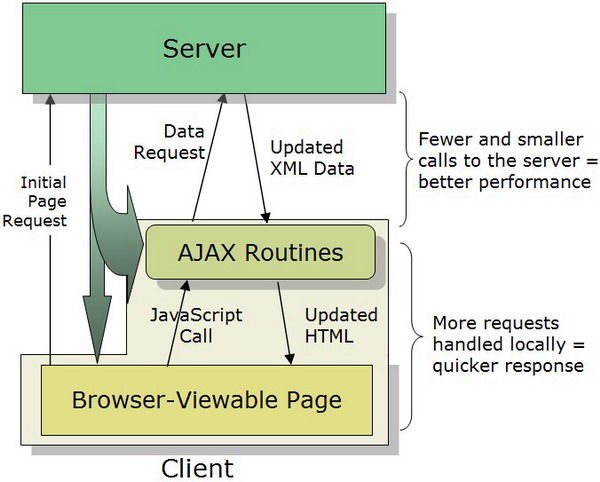 Server
Data
Request
Updated
XML Data
Initial
Page
Request
Fewer and smaller
calls to the server =
better performance
AJAX Routines
JavaScript
Call
Updated
HTML
More requests
handled locally =
quicker response
Browser-Viewable Page
Client